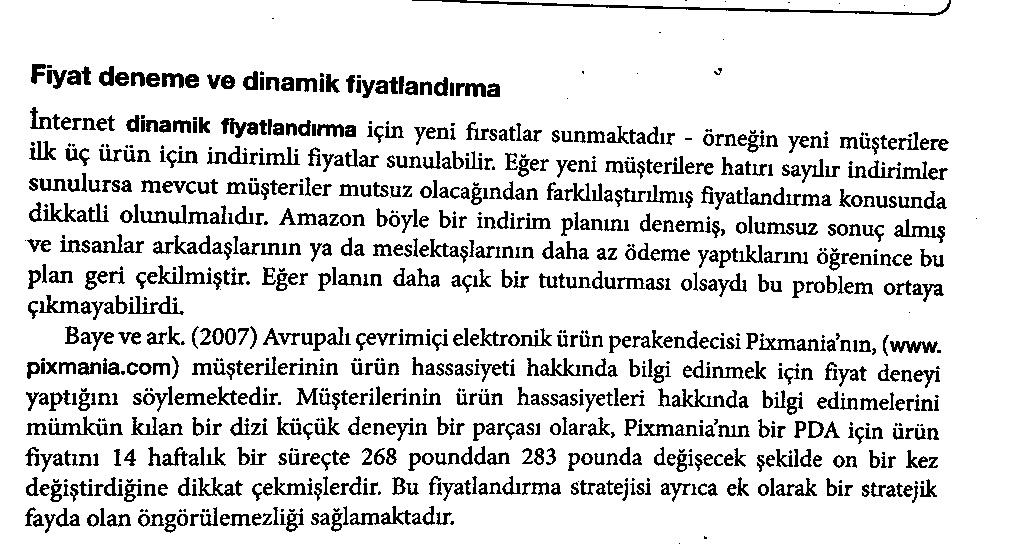 Fiyat deneme ve dinamik fiyatlandırma
İnternet dinamik fiyatlandırma için yeni fırsatlar sunmaktadır - örneğin yeni müşterilere
ilk üç ürün için indirimli fiyatlar sunulabilir. Eğer yeni müşterilere hatırı sayılır indirimler
sunulursa mevcut müşteriler mutsuz olacağından farklılaştırılmış fiyatlandırma konusunda
dikkatli olunulmalıdır. Amazon böyle bir indirim planını denemiş, olumsuz sonuç almış
ve insanlar arkadaşlarının ya da meslektaşlarının daha az ödeme yaptıklarını öğrenince bu
plan geri çekilmiştir. Eğer planın daha açık bir tutundurması olsaydı bu problem ortaya
çıkmayabilirdi.
Baye ve ark. (2007) Avrupalı çevrimiçi elektronik ürün perakendecisi Pixmania'nın, (www.
pixmania.com) müşterilerinin ürün hassasiyeti hakkında bilgi edinmek için fiyat deneyi
yaptığını söylemektedir. Müşterilerinin ürün hassasiyetleri hakkında bilgi edinmelerini
mümkün kılan bir dizi küçük deneyin bir parçası olarak, Pixmania'nın bir PDA için ürün
fiyatını 14 haftalık bir süreçte 268 pounddan 283 pounda değişecek şekilde on bir kez
değiştirdiğine dikkat çekmişlerdir. Bu fiyatlandırma stratejisi ayrıca ek olarak bir stratejik
fayda olan öngörülemezliği sağlamaktadır.